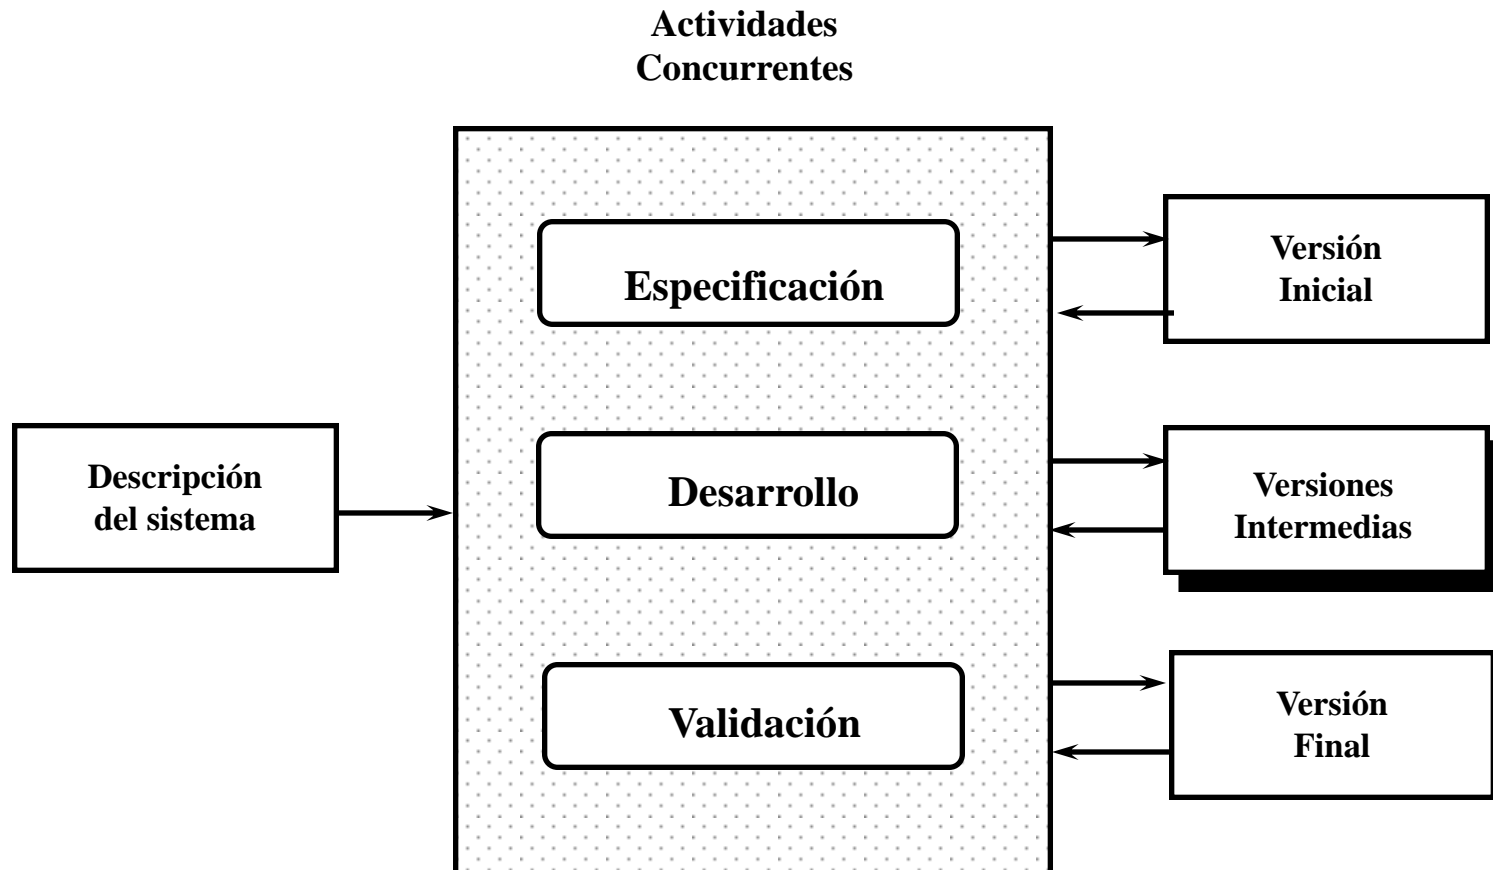 Actividades
Concurrentes
Especificación
Versión
Inicial
Descripción
del sistema
Desarrollo
Versiones
Intermedias
Validación
Versión
Final